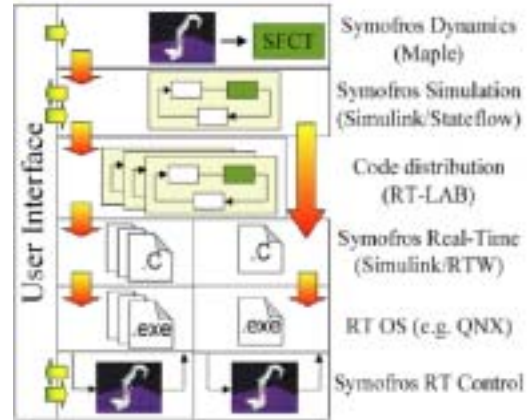 User Interface
SFCT
Symofros Dynamics
(Maple)
Symofros Simulation
(Simulink/Stateflow)
Code distribution
(RT-LAB)
.C
.C
Symofros Real-Time
(Simulink/RTW)
.exe
.exe
RT OS (e.g. QNX)
Symofros RT Control